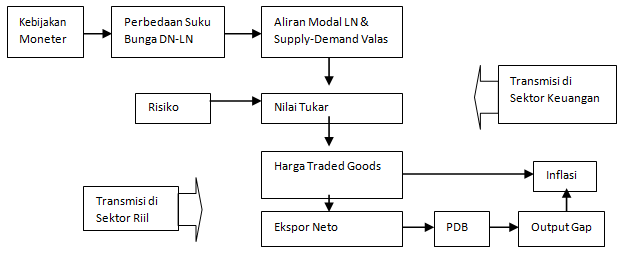 Kebijakan
Moneter
Perbedaan Suku
Bunga DN-LN
Aliran Modal LN &
Supply-Demand Valas
Transmisi di
Sektor Keuangan
Risiko
Nilai Tukar
Harga Traded Goods
Inflasi
Transmisi di
Sektor Riil
Ekspor Neto
PDB
Output Gap